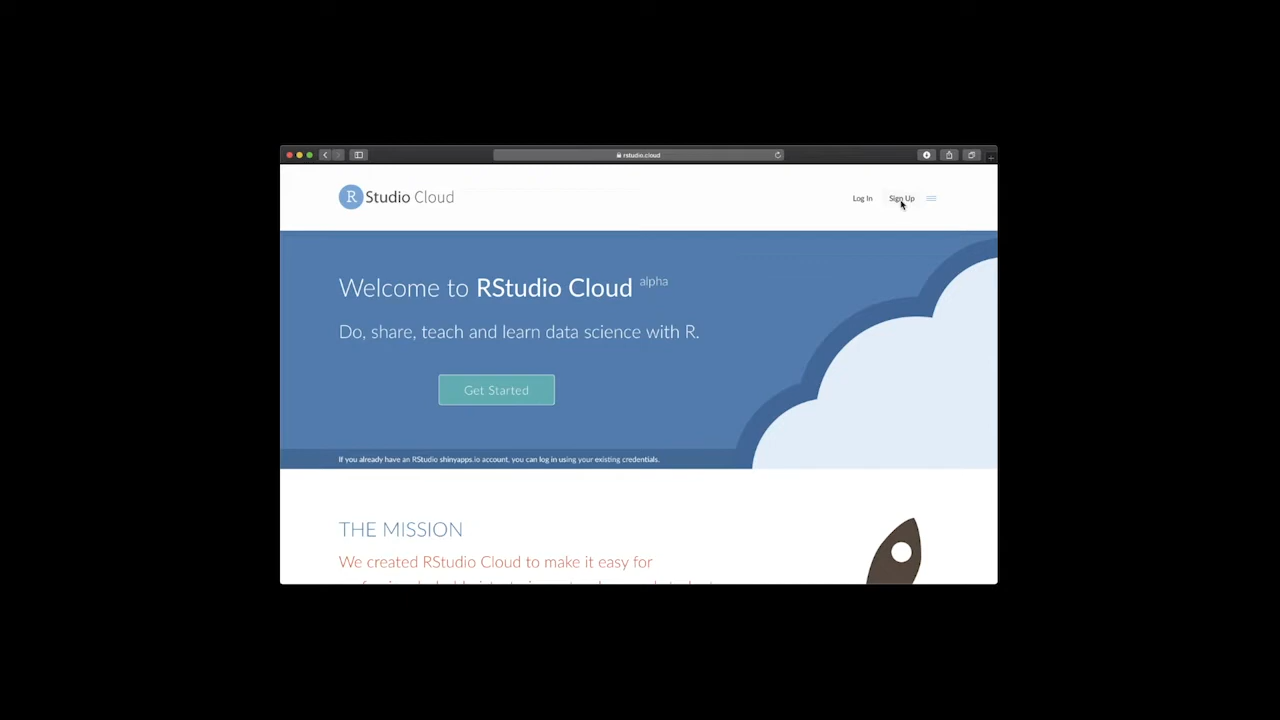 rstudio.cloud
R Studio Cloud
Log In
Sign Up
Welcome to RStudio Cloud alpha
Do, share, teach and learn data science with R.
Get Started
If you already have an RStudio shinyapps.io account, you can log in using your existing credentials.
THE MISSION
We created RStudio Cloud to make it easy for